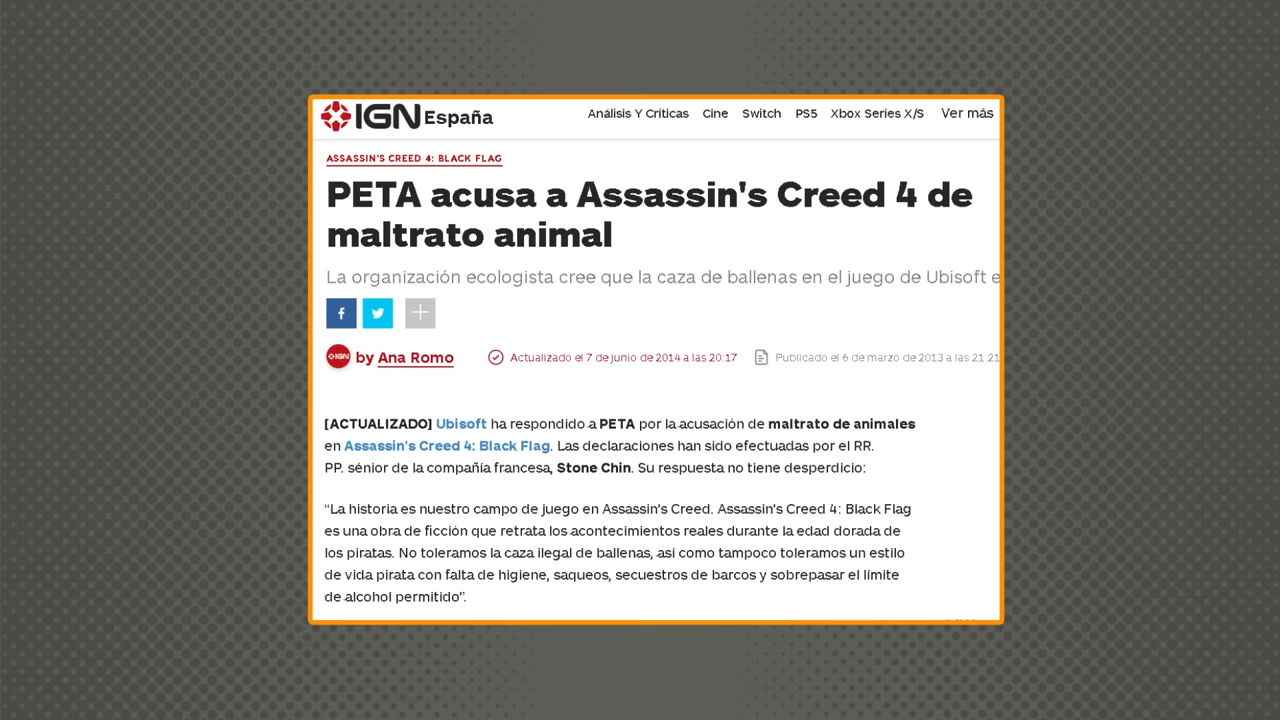 IGN España
Análisis Y Críticas Cine Switch PS5 Xbox Series X/S Ver más
ASSASSIN'S CREED 4: BLACK FLAG
PETA acusa a Assassin's Creed 4 de
maltrato animal
La organización ecologista cree que la caza de ballenas en el juego de Ubisoft e
f
IGN by Ana Romo Actualizado el 7 de junio de 2014 a las 20:17 Publicado el 6 de marzo de 2013 a las 21:21
[ACTUALIZADO] Ubisoft ha respondido a PETA por la acusación de maltrato de animales
en Assassin's Creed 4: Black Flag. Las declaraciones han sido efectuadas por el RR.
PP. sénior de la compañía francesa, Stone Chin. Su respuesta no tiene desperdicio:
“La historia es nuestro campo de juego en Assassin’s Creed. Assassin’s Creed 4: Black Flag
es una obra de ficción que retrata los acontecimientos reales durante la edad dorada de
los piratas. No toleramos la caza ilegal de ballenas, así como tampoco toleramos un estilo
de vida pirata con falta de higiene, saqueos, secuestros de barcos y sobrepasar el límite
de alcohol permitido”.